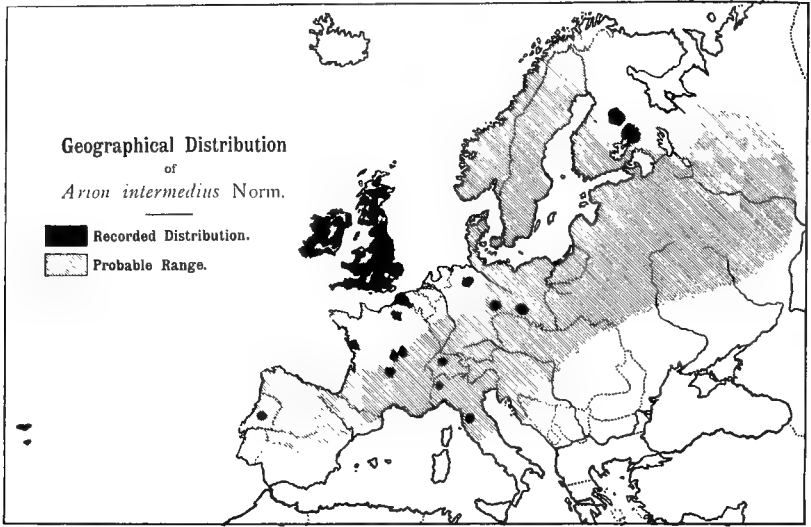 Geographical Distribution
of
Arion intermedius Norm.
Recorded Distribution.
Probable Range.